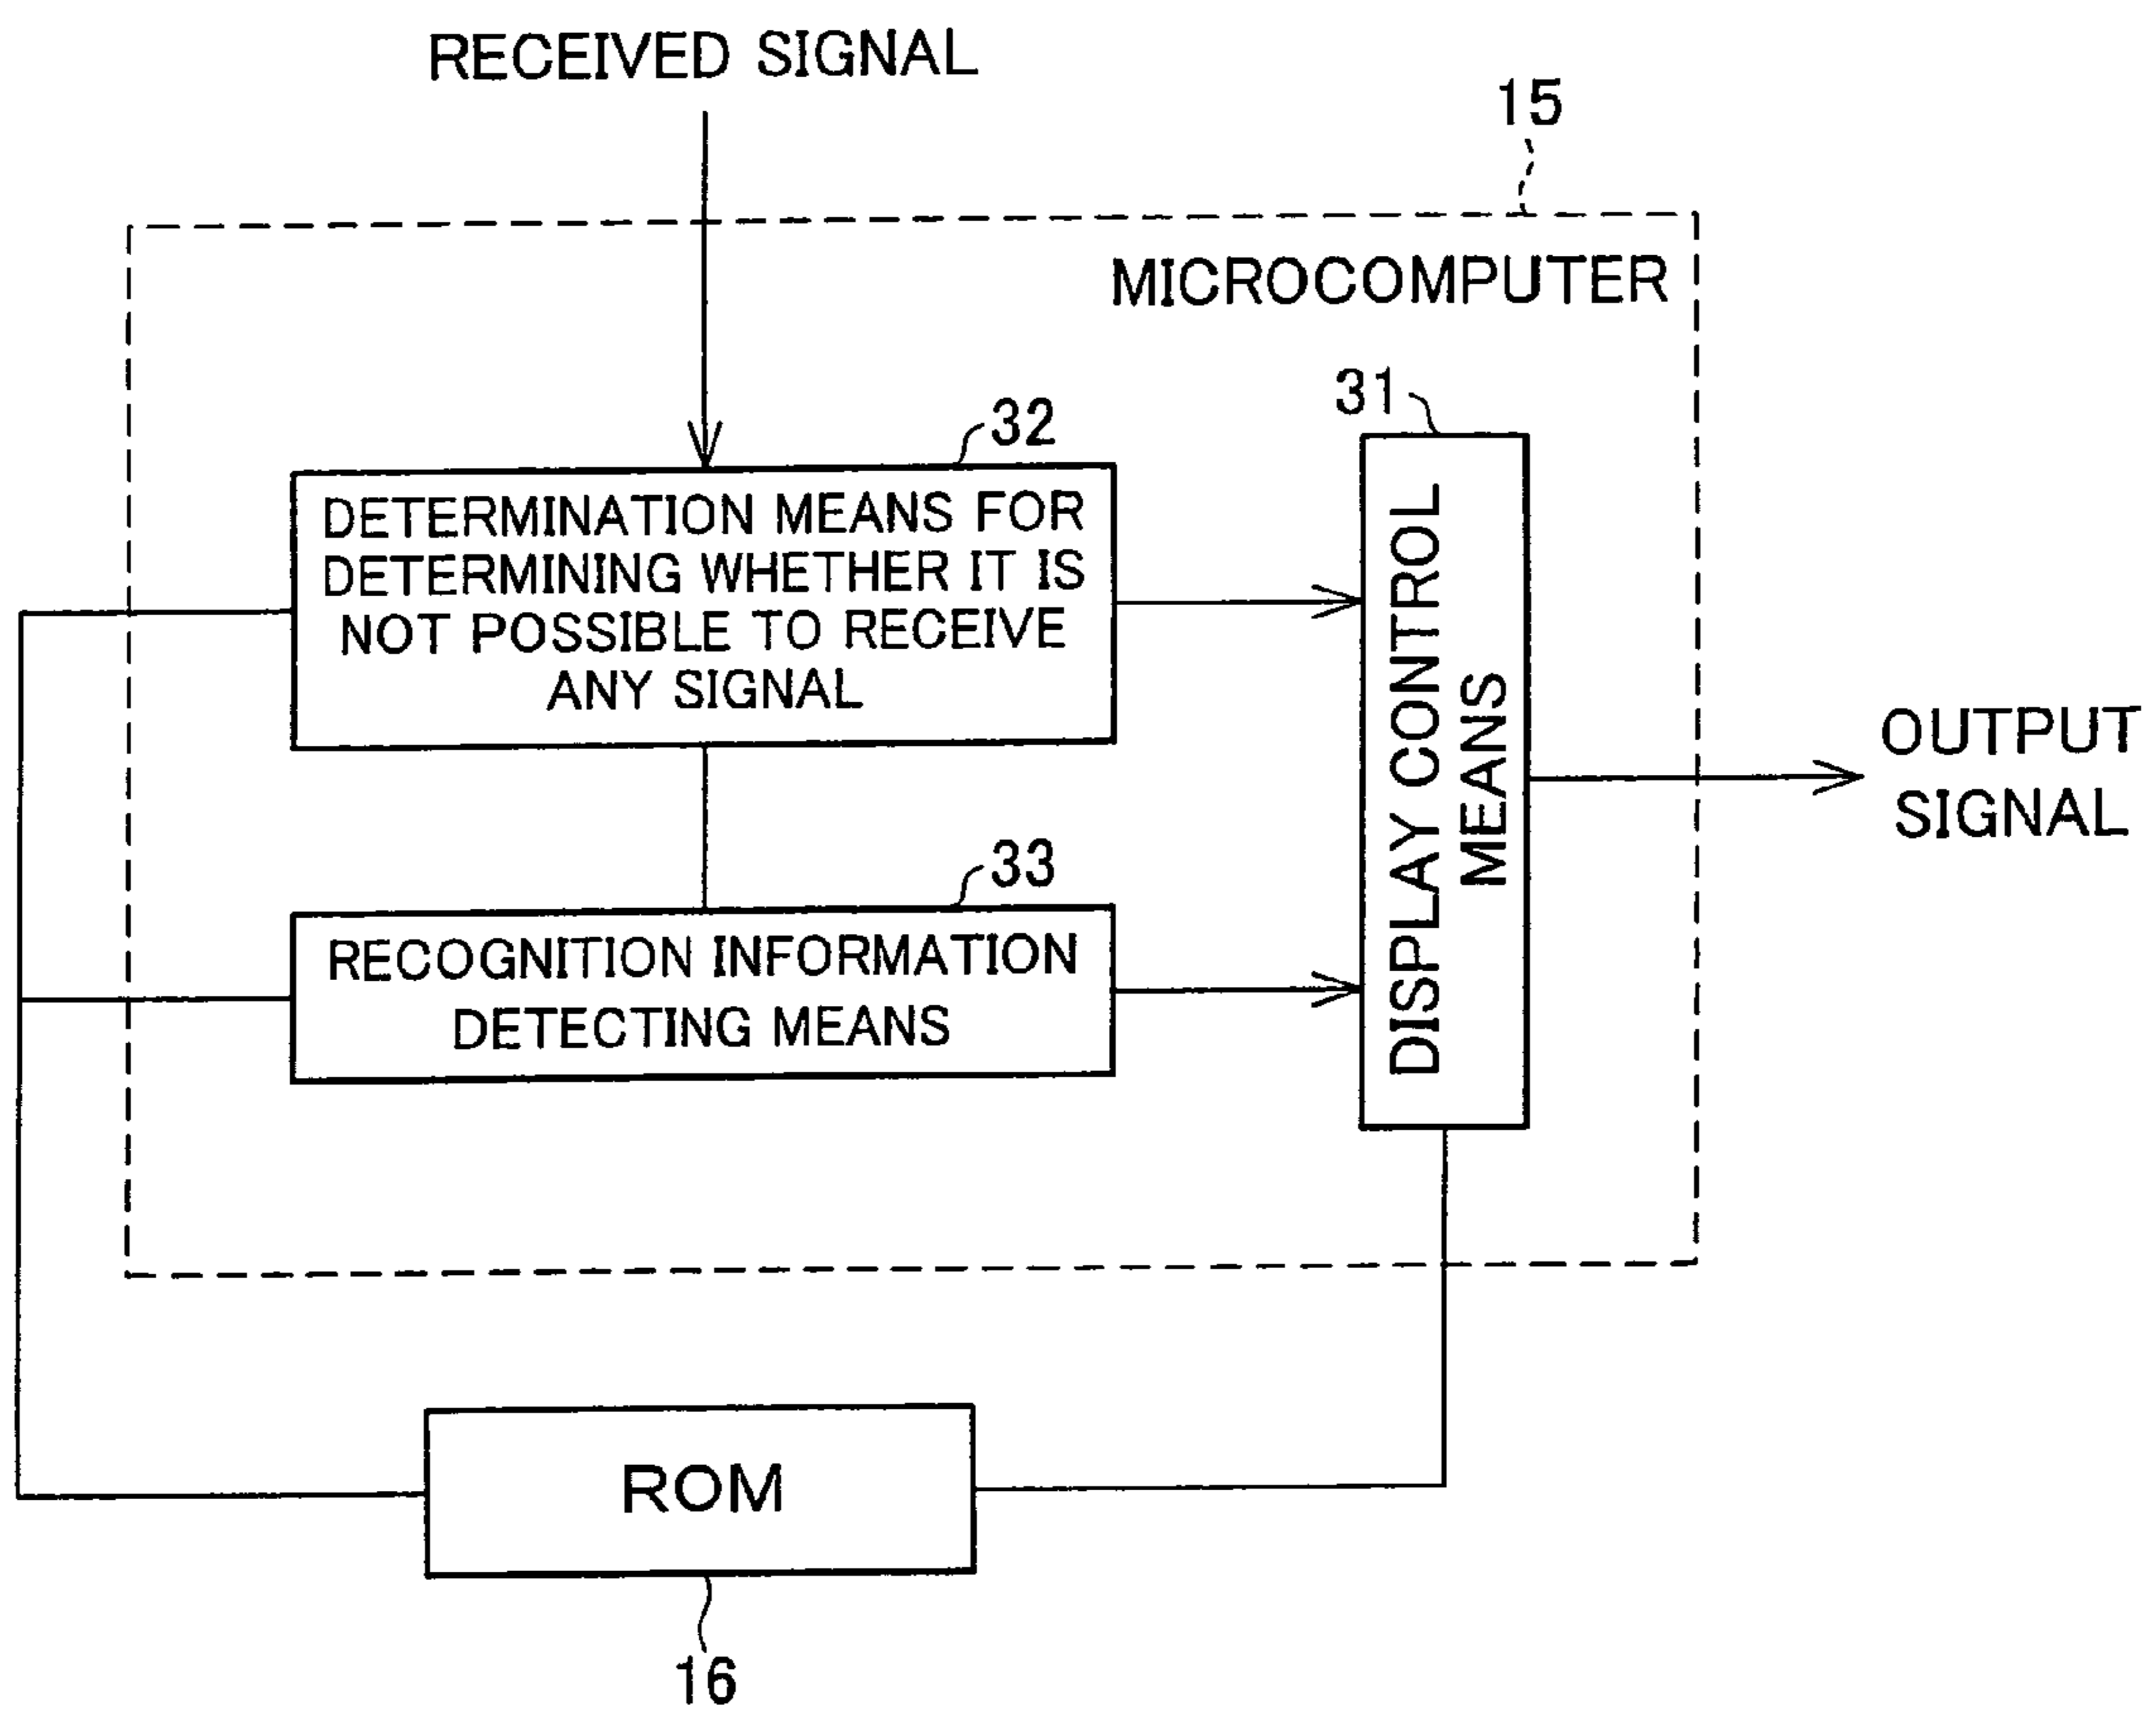 RECEIVED SIGNAL
15
MICROCOMPUTER
31
32
DETERMINATION MEANS FOR
DETERMINING WHETHER IT IS
NOT POSSIBLE TO RECEIVE
ANY SIGNAL
DISPLAY CONTROL
MEANS
OUTPUT
SIGNAL
33
RECOGNITION INFORMATION
DETECTING MEANS
ROM
16